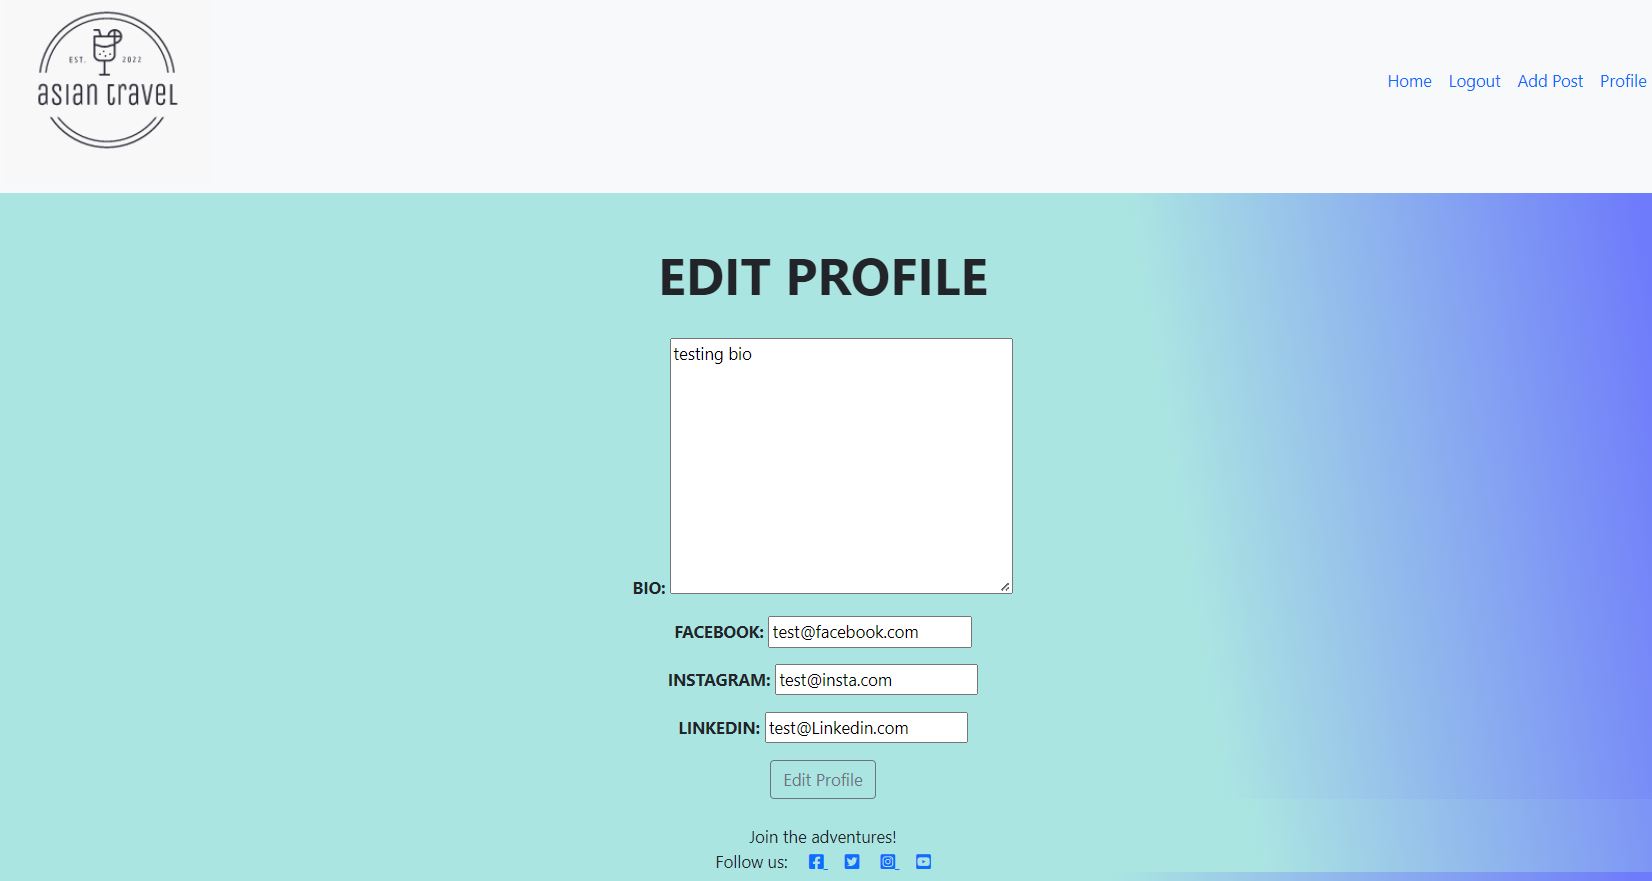 EST. 2022
asian travel
Home Logout Add Post Profile
EDIT PROFILE
testing bio
BIO:
FACEBOOK: test@facebook.com
INSTAGRAM: test@insta.com
LINKEDIN: test@Linkedin.com
Edit Profile
Join the adventures!
Follow us: